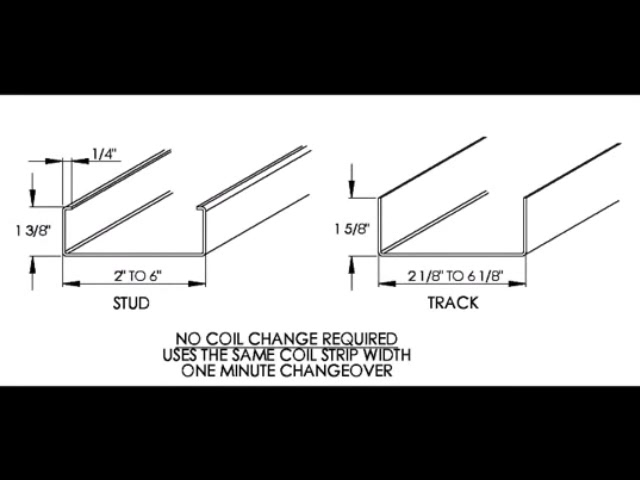 1/4"
1 3/8"
2" TO 6"
STUD
1 5/8"
2 1/8" TO 6 1/8"
TRACK
NO COIL CHANGE REQUIRED
USES THE SAME COIL STRIP WIDTH
ONE MINUTE CHANGEOVER